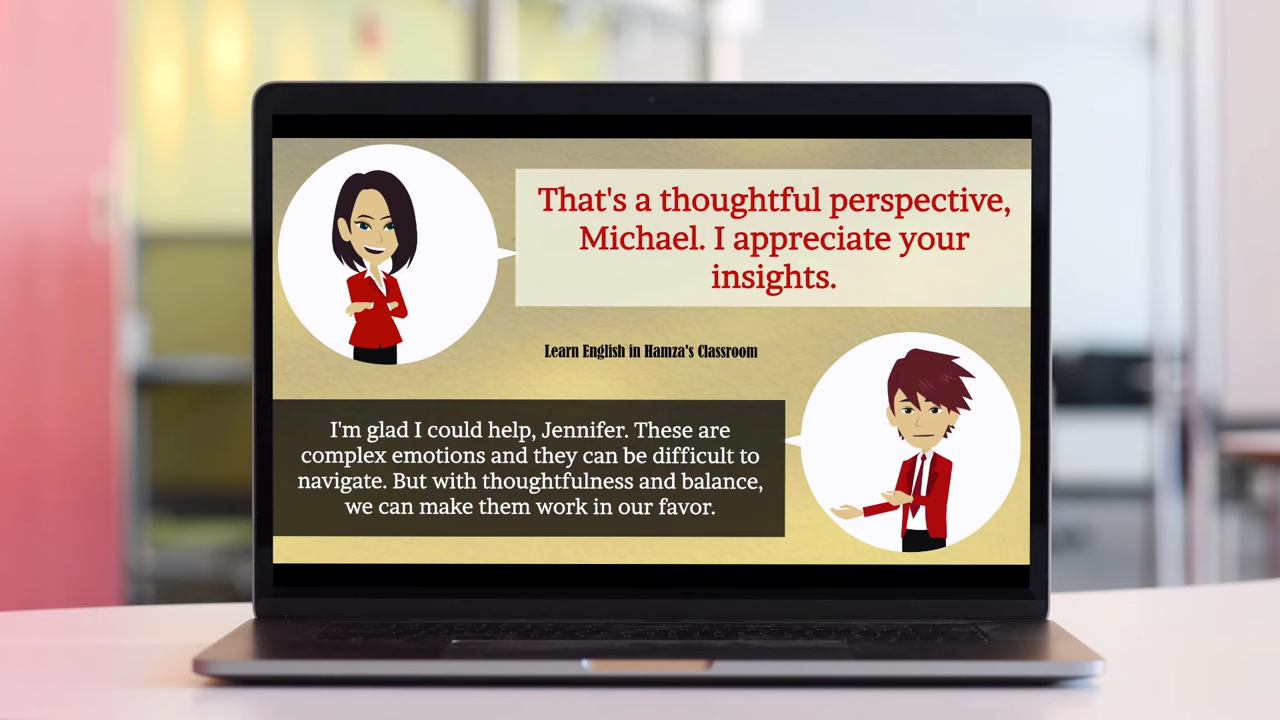 That's a thoughtful perspective,
Michael. I appreciate your
insights.
Learn English in Hamza's Classroom
I'm glad I could help, Jennifer. These are
complex emotions and they can be difficult to
navigate. But with thoughtfulness and balance,
we can make them work in our favor.